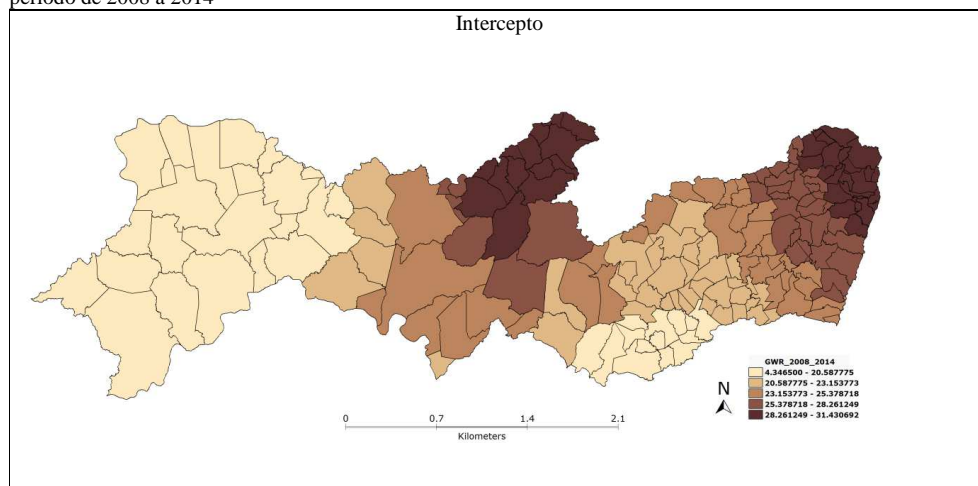 período de 2008 a 2014
Intercepto
GWR_2008_2014
4.346500 - 20.587775
20.587775 - 23.153773
23.153773 - 25.378718
25.378718 - 28.261249
28.261249 - 31.430692
N
0 0.7 1.4 2.1
Kilometers